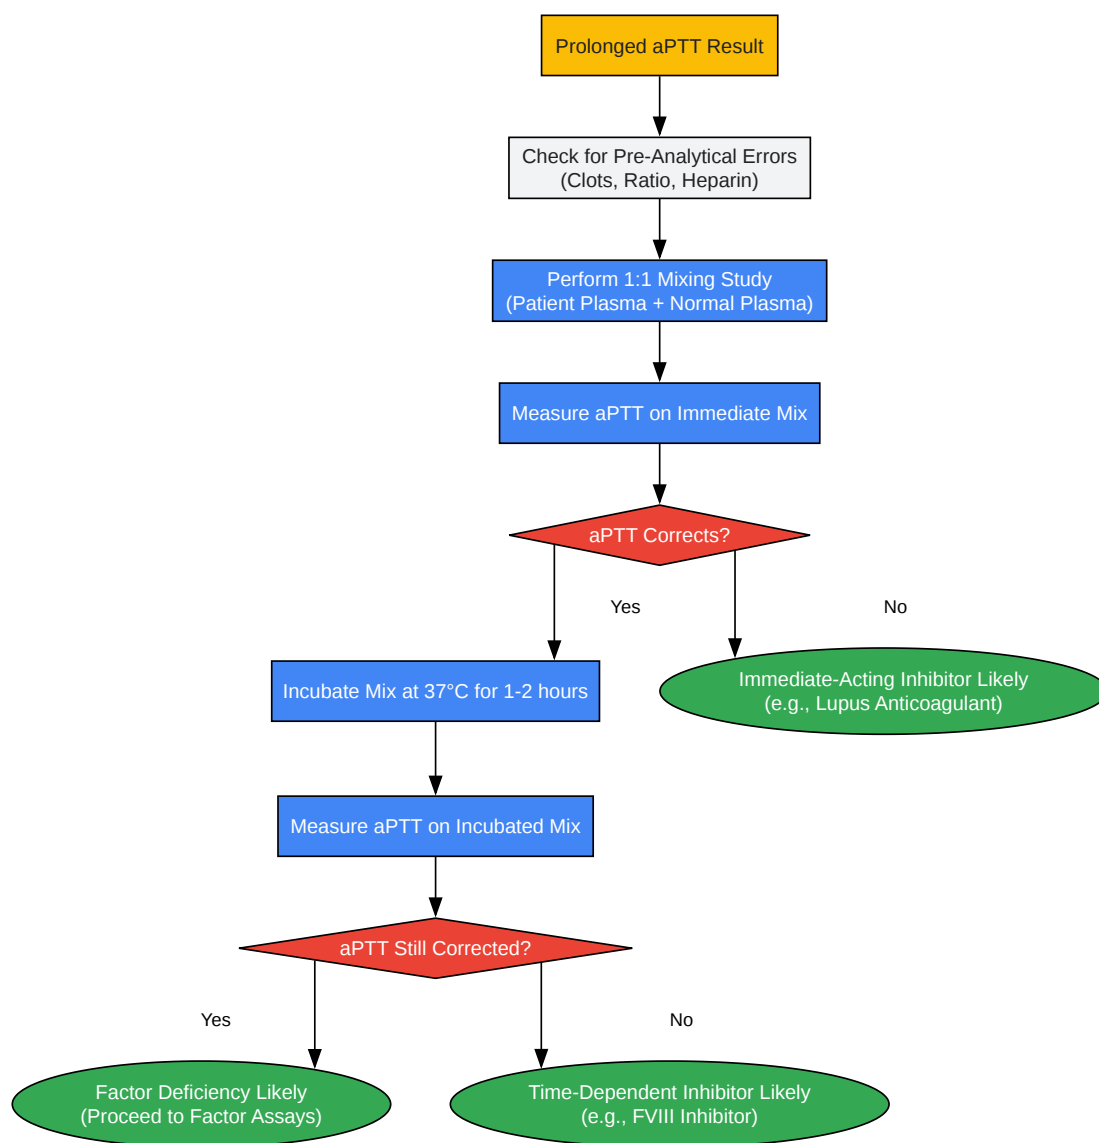 Prolonged aPTT Result
Check for Pre-Analytical Errors
(Clots, Ratio, Heparin)
Perform 1:1 Mixing Study
(Patient Plasma + Normal Plasma)
Measure aPTT on Immediate Mix
aPTT Corrects?
Yes
No
Incubate Mix at 37°C for 1-2 hours
Immediate-Acting Inhibitor Likely
(e.g., Lupus Anticoagulant)
Measure aPTT on Incubated Mix
aPTT Still Corrected?
Yes
No
Factor Deficiency Likely
(Proceed to Factor Assays)
Time-Dependent Inhibitor Likely
(e.g., FVIII Inhibitor)